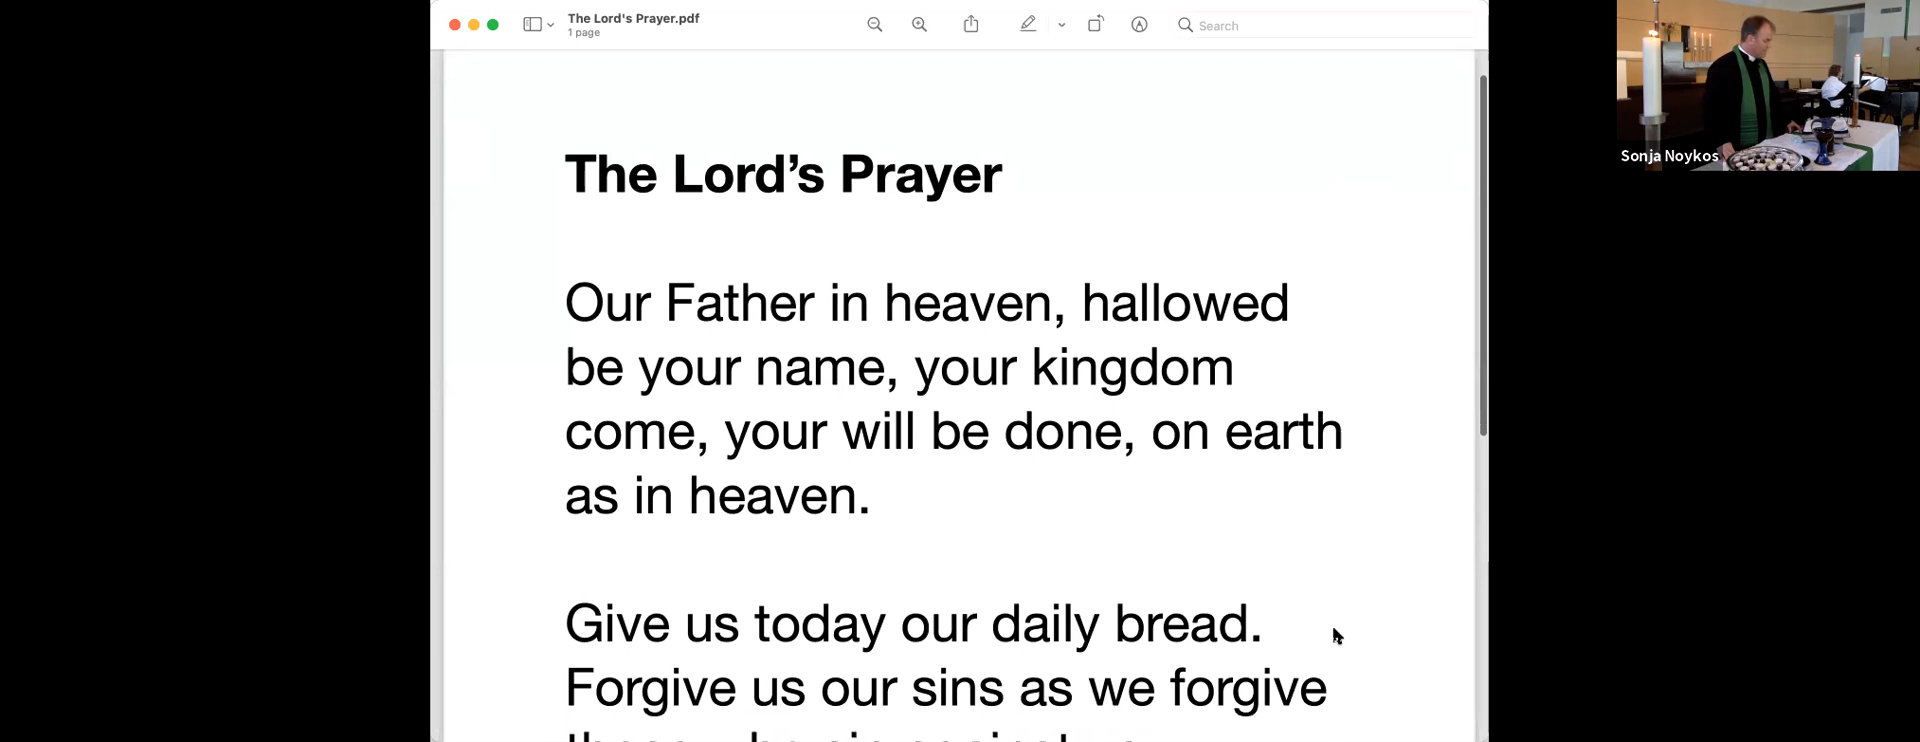 The Lord's Prayer.pdf
1 page
Search
Sonja Noykos
The Lord’s Prayer
Our Father in heaven, hallowed
be your name, your kingdom
come, your will be done, on earth
as in heaven.
Give us today our daily bread.
Forgive us our sins as we forgive